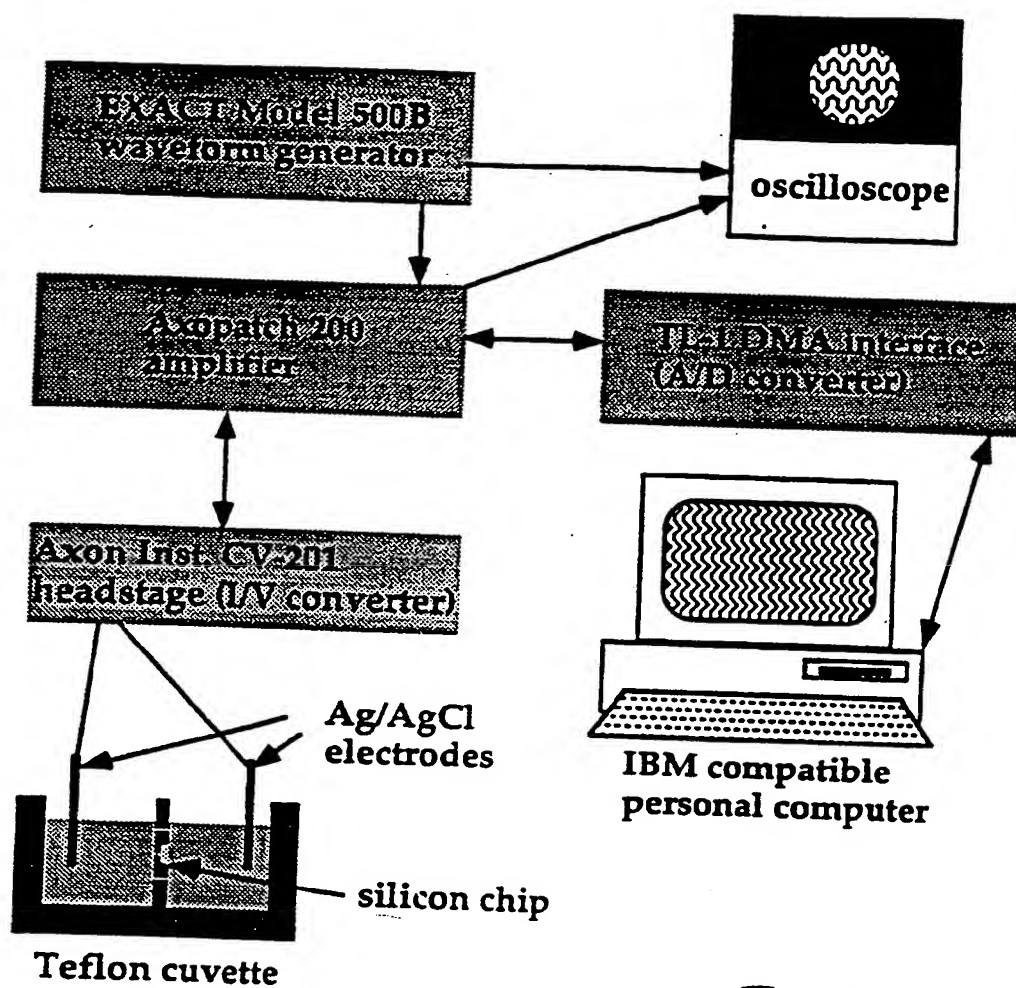 EXACT Model 500B
waveform generator
oscilloscope
Axopatch 200
amplifier
TL-1 DMA interface
(A/D converter)
Axon Inst. CV-201
headstage (I/V converter)
Ag/AgCl
electrodes
IBM compatible
personal computer
silicon chip
Teflon cuvette